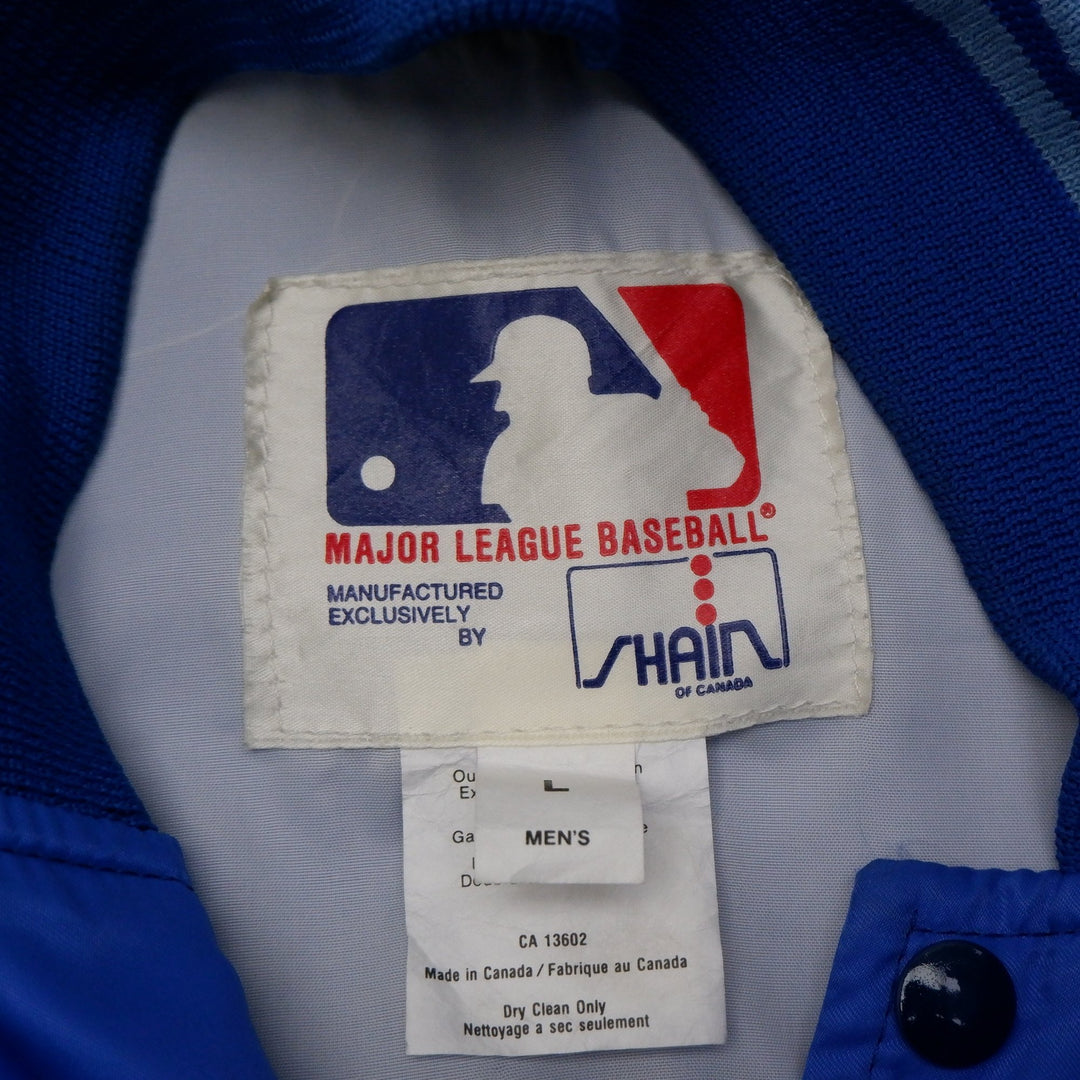 MAJOR LEAGUE BASEBALL®
MANUFACTURED
EXCLUSIVELY
BY
SHAIN
OF CANADA
L
MEN'S
CA 13602
Made in Canada / Fabrique au Canada
Dry Clean Only
Nettoyage a sec seulement